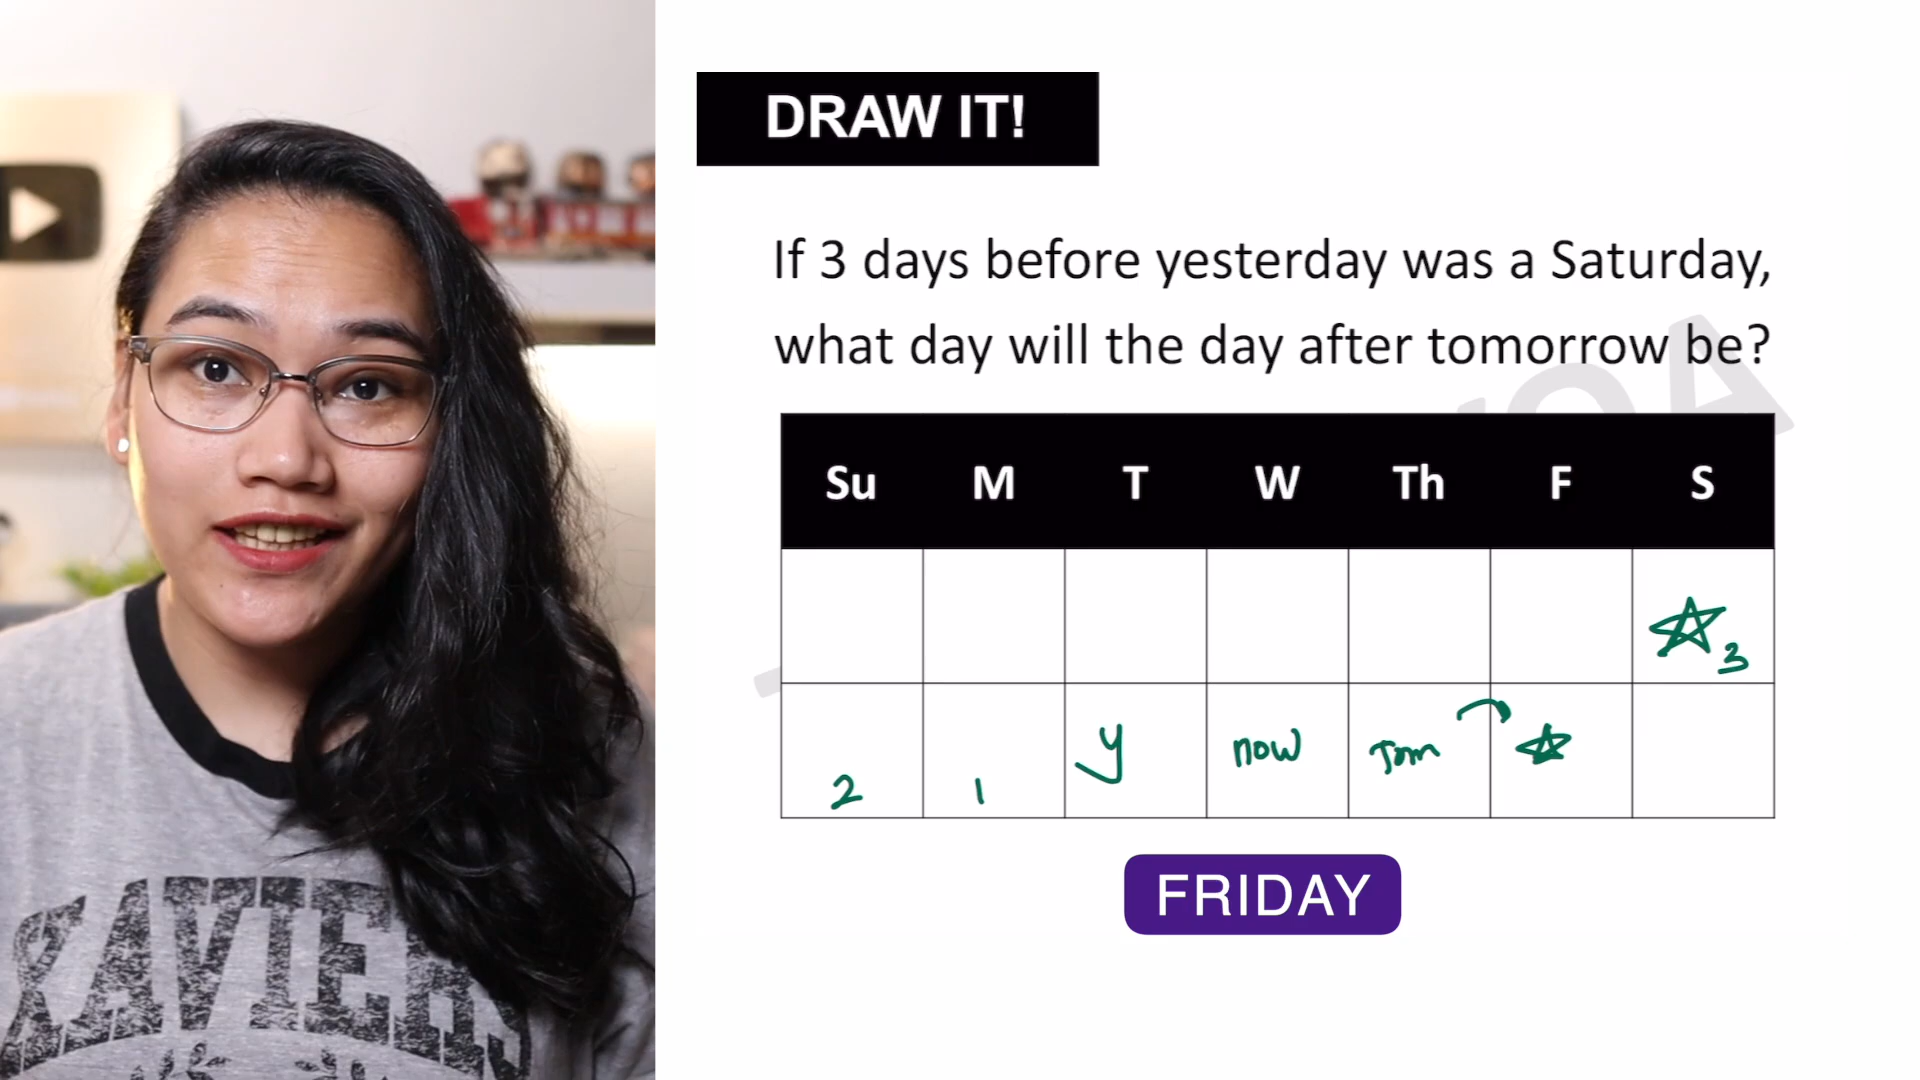 DRAW IT!
If 3 days before yesterday was a Saturday,
what day will the day after tomorrow be?
Su M T W Th F S
3
2 1 y now Tom
FRIDAY
XAVIER